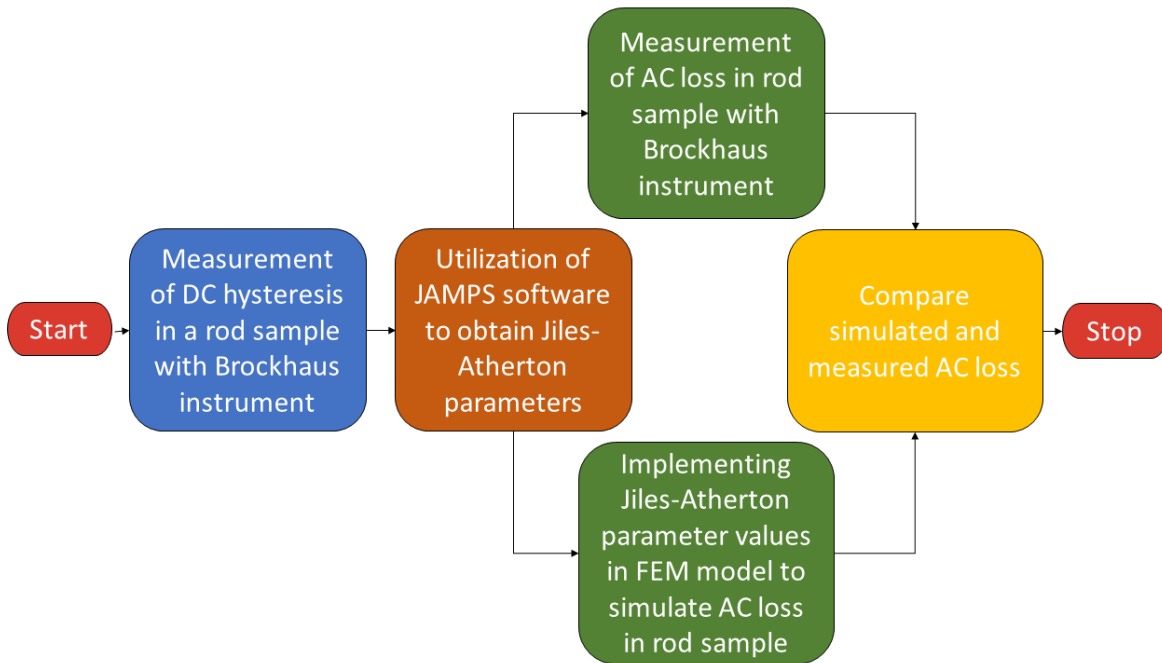 Start
Measurement
of DC hysteresis
in a rod sample
with Brockhaus
instrument
Utilization of
JAMPS software
to obtain Jiles-
Atherton
parameters
Measurement
of AC loss in rod
sample with
Brockhaus
instrument
Implementing
Jiles-Atherton
parameter values
in FEM model to
simulate AC loss
in rod sample
Compare
simulated and
measured AC loss
Stop